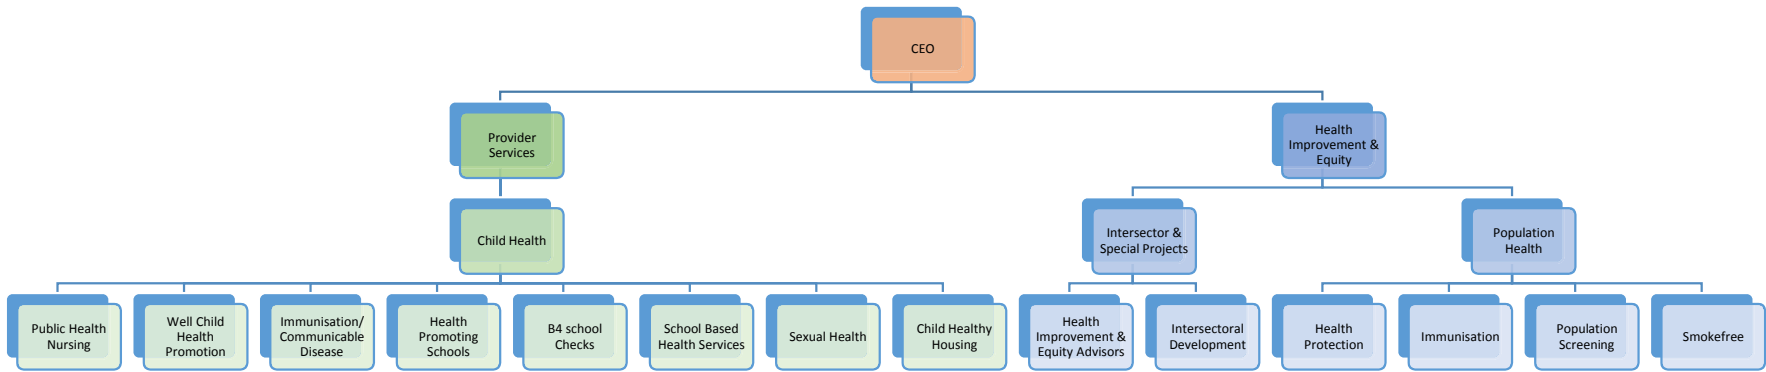 CEO
Provider
Services
Health
Improvement &
Equity
Child Health
Intersector &
Special Projects
Population
Health
Public Health
Nursing
Well Child
Health
Promotion
Immunisation/
Communicable
Disease
Health
Promoting
Schools
B4 school
Checks
School Based
Health Services
Sexual Health
Child Healthy
Housing
Health
Improvement &
Equity Advisors
Intersectoral
Development
Health
Protection
Immunisation
Population
Screening
Smokefree